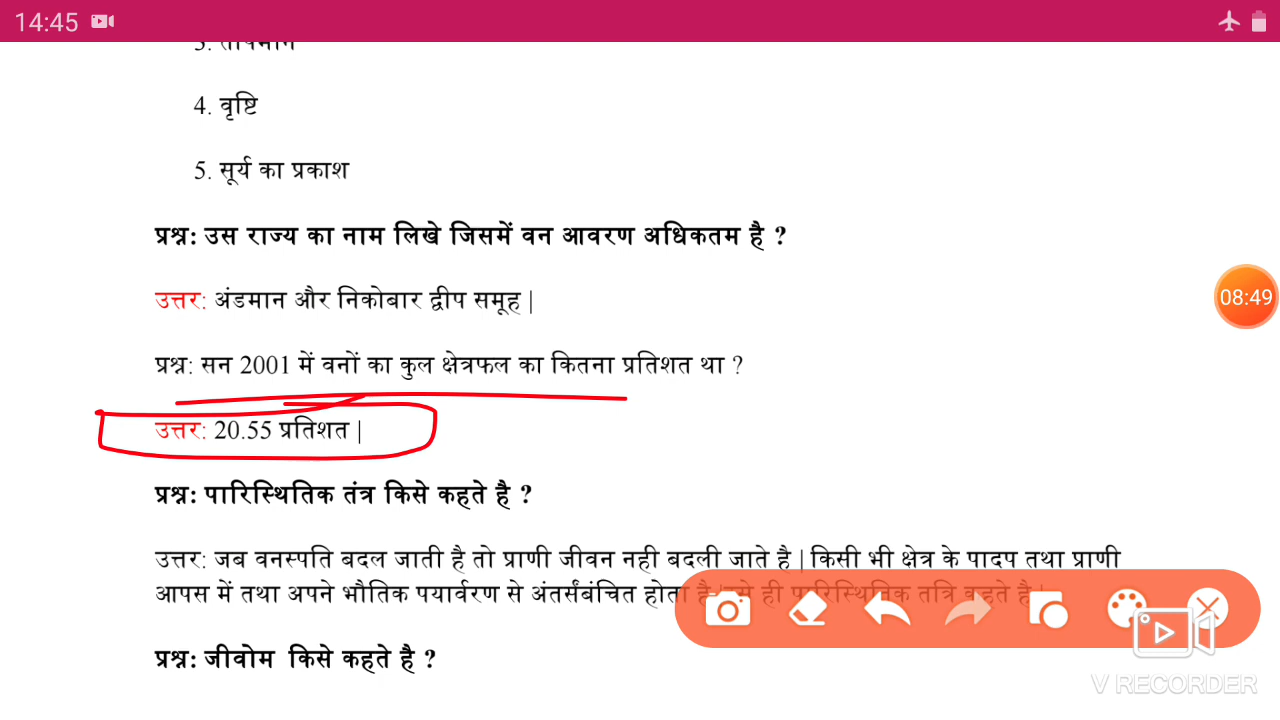 14:45
3. तापमान
4. वृष्टि
5. सूर्य का प्रकाश
प्रश्न: उस राज्य का नाम लिखे जिसमें वन आवरण अधिकतम है ?
उत्तर: अंडमान और निकोबार द्वीप समूह |
08:49
प्रश्न: सन 2001 में वनों का कुल क्षेत्रफल का कितना प्रतिशत था ?
उत्तर: 20.55 प्रतिशत |
प्रश्न: पारिस्थितिक तंत्र किसे कहते है ?
उत्तर: जब वनस्पति बदल जाती है तो प्राणी जीवन नही बदली जाते है | किसी भी क्षेत्र के पादप तथा प्राणी
आपस में तथा अपने भौतिक पयार्वरण से अंतर्संबंचित होता है ही पारिस्थितिक
प्रश्न: जीवोम किसे कहते है ?
V RECORDER